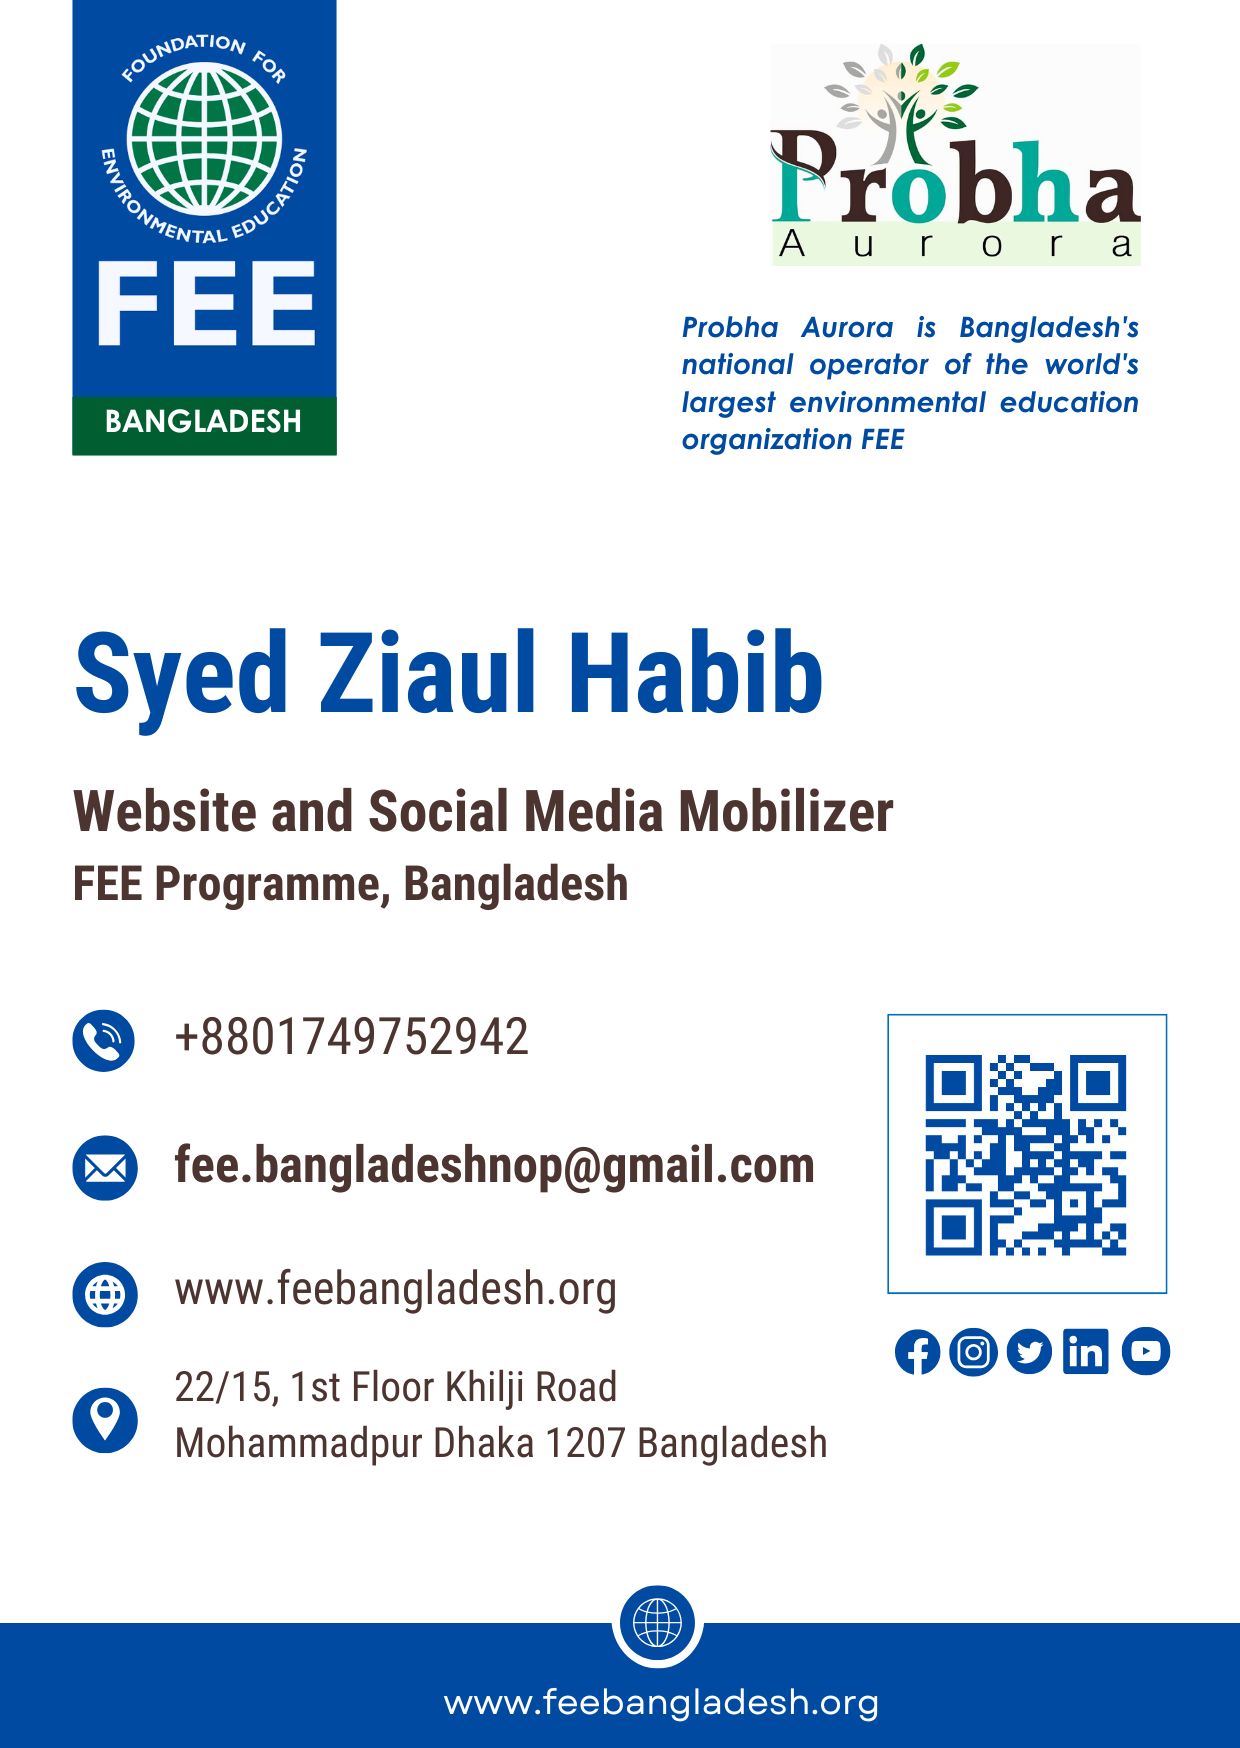 FOUNDATION FOR
ENVIRONMENTAL EDUCATION
FEE
BANGLADESH
Probha
Aurora
Probha Aurora is Bangladesh's
national operator of the world's
largest environmental education
organization FEE
Syed Ziaul Habib
Website and Social Media Mobilizer
FEE Programme, Bangladesh
+8801749752942
fee.bangladeshnop@gmail.com
www.feebangladesh.org
22/15, 1st Floor Khilji Road
Mohammadpur Dhaka 1207 Bangladesh
www.feebangladesh.org